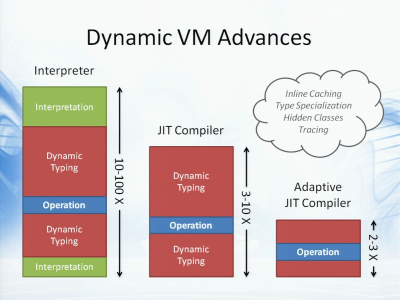 Dynamic VM Advances
Interpreter
Interpretation
Dynamic
Typing
Operation
Dynamic
Typing
Interpretation
10-100 X
JIT Compiler
Dynamic
Typing
Operation
Dynamic
Typing
3-10 X
Inline Caching
Type Specialization
Hidden Classes
Tracing
Adaptive
JIT Compiler
Operation
2-3 X